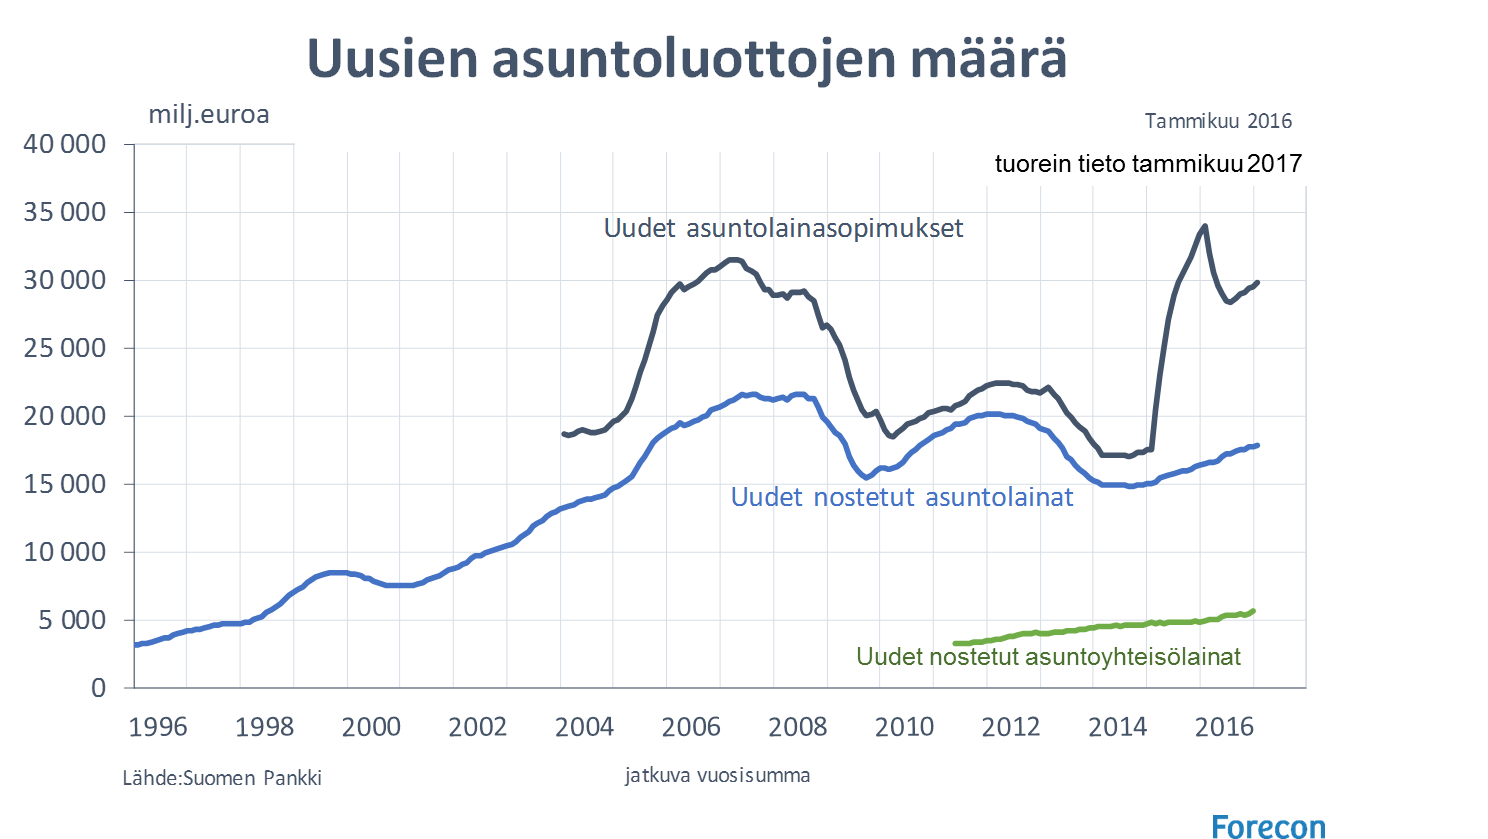 Uusien asuntoluottojen määrä
milj.euroa
Tammikuu 2016
tuorein tieto tammikuu 2017
40 000
35 000
Uudet asuntolainasopimukset
30 000
25 000
20 000
15 000
Uudet nostetut asuntolainat
10 000
5 000
Uudet nostetut asuntoyhteisölainat
0
1996 1998 2000 2002 2004 2006 2008 2010 2012 2014 2016
Lähde:Suomen Pankki
jatkuva vuosisumma
Forecon